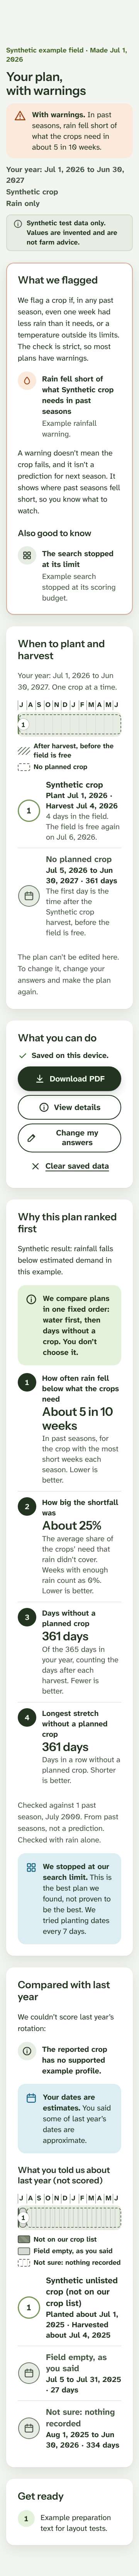 Synthetic example field · Made Jul 1,
2026
Your plan,
with warnings
With warnings. In past
seasons, rain fell short of
what the crops need in
about 5 in 10 weeks.
Your year: Jul 1, 2026 to Jun 30,
2027
Synthetic crop
Rain only
Synthetic test data only.
Values are invented and are
not farm advice.
What we flagged
We flag a crop if, in any past
season, even one week had
less rain than it needs, or a
temperature outside its limits.
The check is strict, so most
plans have warnings.
Rain fell short of
what Synthetic crop
needs in past
seasons
Example rainfall
warning.
A warning doesn't mean the
crop fails, and it isn't a
prediction for next season. It
shows where past seasons fell
short, so you know what to
watch.
Also good to know
The search stopped
at its limit
Example search
stopped at its scoring
budget.
When to plant and
harvest
Your year: Jul 1, 2026 to Jun
30, 2027. One crop at a time.
J A S O N D J F M A M J
1
After harvest, before the
field is free
No planned crop
1
Synthetic crop
Plant Jul 1, 2026 ·
Harvest Jul 4, 2026
4 days in the field.
The field is free again
on Jul 6, 2026.
No planned crop
Jul 5, 2026 to Jun
30, 2027 · 361 days
The first day is the
time after the
Synthetic crop
harvest, before the
field is free.
The plan can't be edited here.
To change it, change your
answers and make the plan
again.
What you can do
Saved on this device.
Download PDF
View details
Change my
answers
Clear saved data
Why this plan ranked
first
Synthetic result: rainfall falls
below estimated demand in
this example.
We compare plans
in one fixed order:
water first, then
days without a
crop. You don't
choose it.
1
How often rain fell
below what the crops
need
About 5 in 10
weeks
In past seasons, for
the crop with the most
short weeks each
season. Lower is
better.
2
How big the shortfall
was
About 25%
The average share of
the crops' need that
rain didn't cover.
Weeks with enough
rain count as 0%.
Lower is better.
3
Days without a
planned crop
361 days
Of the 365 days in
your year, counting the
days after each
harvest. Fewer is
better.
4
Longest stretch
without a planned
crop
361 days
Days in a row without a
planned crop. Shorter
is better.
Checked against 1 past
season, July 2000. From past
seasons, not a prediction.
Checked with rain alone.
We stopped at our
search limit. This is
the best plan we
found, not proven to
be the best. We
tried planting dates
every 7 days.
Compared with last
year
We couldn't score last year's
rotation:
The reported crop
has no supported
example profile.
Your dates are
estimates. You said
some of last year's
dates are
approximate.
What you told us about
last year (not scored)
J A S O N D J F M A M J
1
Not on our crop list
Field empty, as you said
Not sure: nothing recorded
1
Synthetic unlisted
crop (not on our
crop list)
Planted about Jul 1,
2025 · Harvested
about Jul 4, 2025
Field empty, as
you said
Jul 5 to Jul 31, 2025
· 27 days
Not sure: nothing
recorded
Aug 1, 2025 to Jun
30, 2026 · 334 days
Get ready
1
Example preparation
text for layout tests.